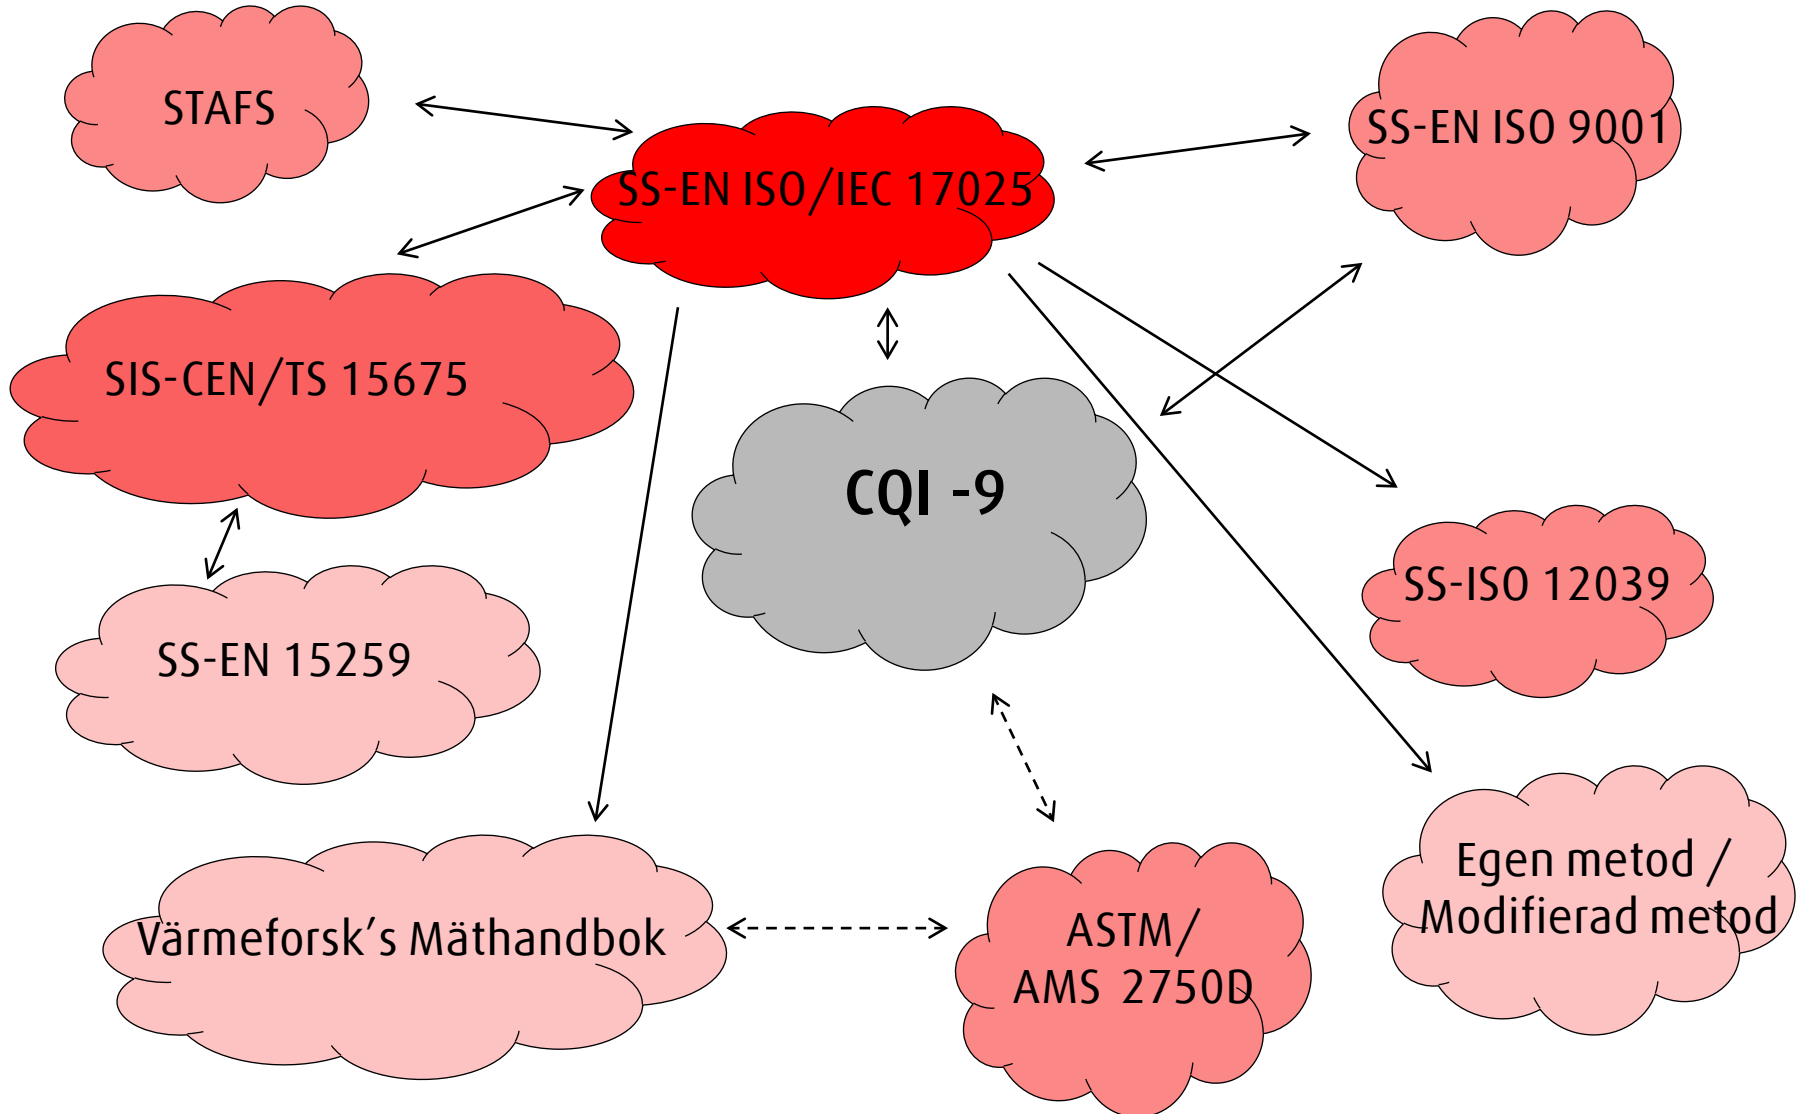 STAFS
SS-EN ISO 9001
SS-EN ISO/IEC 17025
SIS-CEN/TS 15675
CQI -9
SS-ISO 12039
SS-EN 15259
Egen metod /
Modifierad metod
Värmeforsk´s Mäthandbok
ASTM/
AMS 2750D